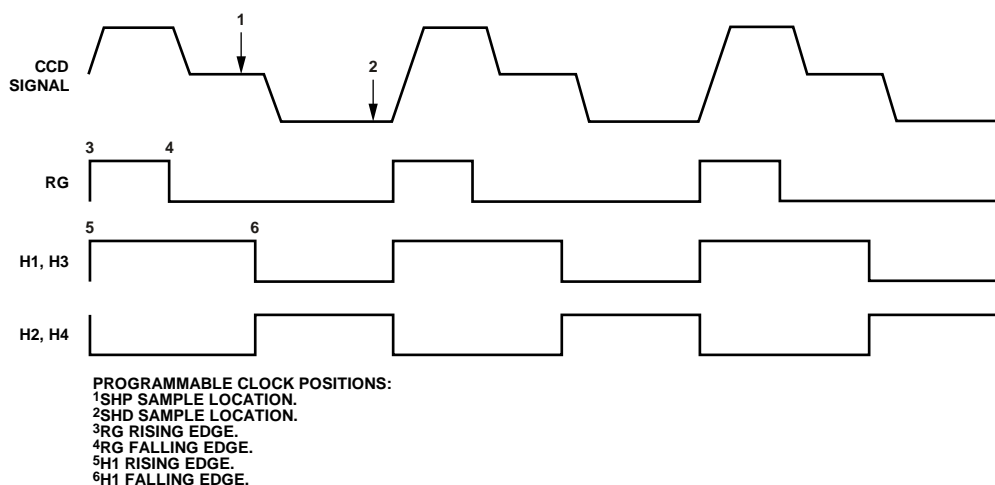 1
2
CCD
SIGNAL
3 4
RG
5 6
H1, H3
H2, H4
PROGRAMMABLE CLOCK POSITIONS:
1SHP SAMPLE LOCATION.
2SHD SAMPLE LOCATION.
3RG RISING EDGE.
4RG FALLING EDGE.
5H1 RISING EDGE.
6H1 FALLING EDGE.